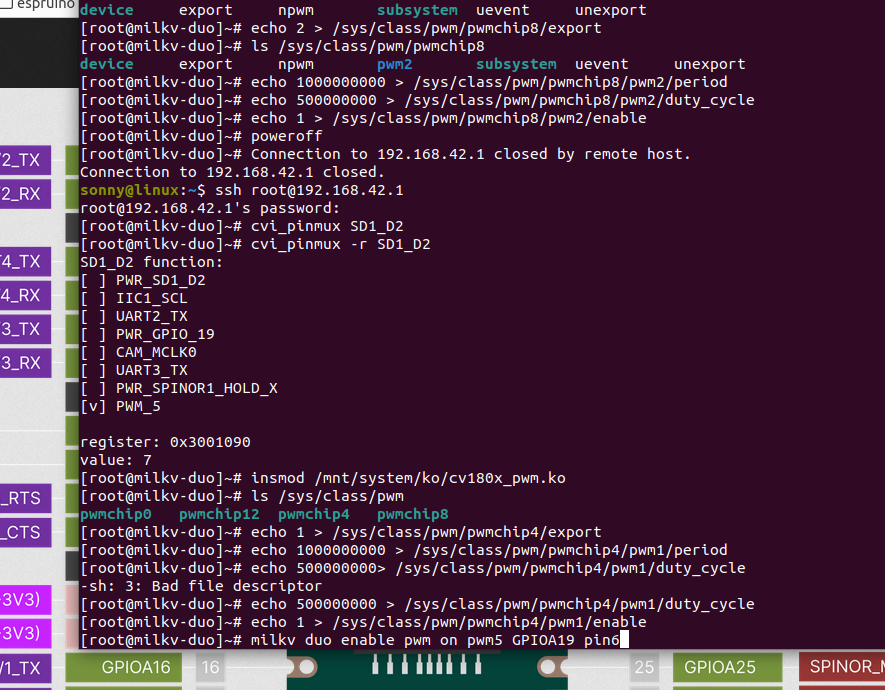 espruino
device     export     npwm       subsystem  uevent     unexport
[root@milkv-duo]~# echo 2 > /sys/class/pwm/pwmchip8/export
[root@milkv-duo]~# ls /sys/class/pwm/pwmchip8
device     export     npwm       pwm2       subsystem  uevent     unexport
[root@milkv-duo]~# echo 1000000000 > /sys/class/pwm/pwmchip8/pwm2/period
[root@milkv-duo]~# echo 500000000 > /sys/class/pwm/pwmchip8/pwm2/duty_cycle
[root@milkv-duo]~# echo 1 > /sys/class/pwm/pwmchip8/pwm2/enable
[root@milkv-duo]~# poweroff
[root@milkv-duo]~# Connection to 192.168.42.1 closed by remote host.
Connection to 192.168.42.1 closed.
sonny@linux:~$ ssh root@192.168.42.1
root@192.168.42.1's password:
[root@milkv-duo]~# cvi_pinmux SD1_D2
[root@milkv-duo]~# cvi_pinmux -r SD1_D2
SD1_D2 function:
[ ] PWR_SD1_D2
[ ] IIC1_SCL
[ ] UART2_TX
[ ] PWR_GPIO_19
[ ] CAM_MCLK0
[ ] UART3_TX
[ ] PWR_SPINOR1_HOLD_X
[v] PWM_5
register: 0x3001090
value: 7
[root@milkv-duo]~# insmod /mnt/system/ko/cv180x_pwm.ko
[root@milkv-duo]~# ls /sys/class/pwm
pwmchip0   pwmchip12  pwmchip4   pwmchip8
[root@milkv-duo]~# echo 1 > /sys/class/pwm/pwmchip4/export
[root@milkv-duo]~# echo 1000000000 > /sys/class/pwm/pwmchip4/pwm1/period
[root@milkv-duo]~# echo 500000000> /sys/class/pwm/pwmchip4/pwm1/duty_cycle
-sh: 3: Bad file descriptor
[root@milkv-duo]~# echo 500000000 > /sys/class/pwm/pwmchip4/pwm1/duty_cycle
[root@milkv-duo]~# echo 1 > /sys/class/pwm/pwmchip4/pwm1/enable
[root@milkv-duo]~# milkv duo enable pwm on pwm5 GPIOA19 pin6
2_TX
2_RX
4_TX
4_RX
3_TX
3_RX
_RTS
_CTS
3V3)
3V3)
1_TX
GPIOA16
16
25
GPIOA25
SPINOR_M